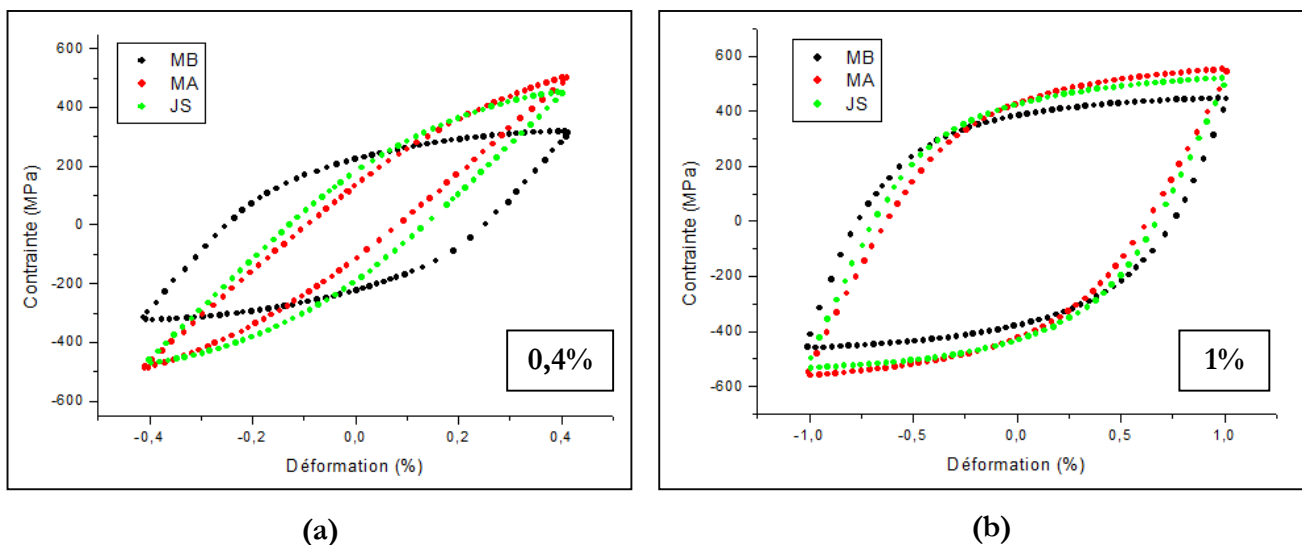 600
400
200
0
-200
-400
-600
Contrainte (MPa)
MB
MA
JS
0,4%
-0,4
-0,2
0,0
0,2
0,4
Déformation (%)
(a)
600
400
200
0
-200
-400
-600
Contrainte (MPa)
MB
MA
JS
1%
-1,0
-0,5
0,0
0,5
1,0
Déformation (%)
(b)